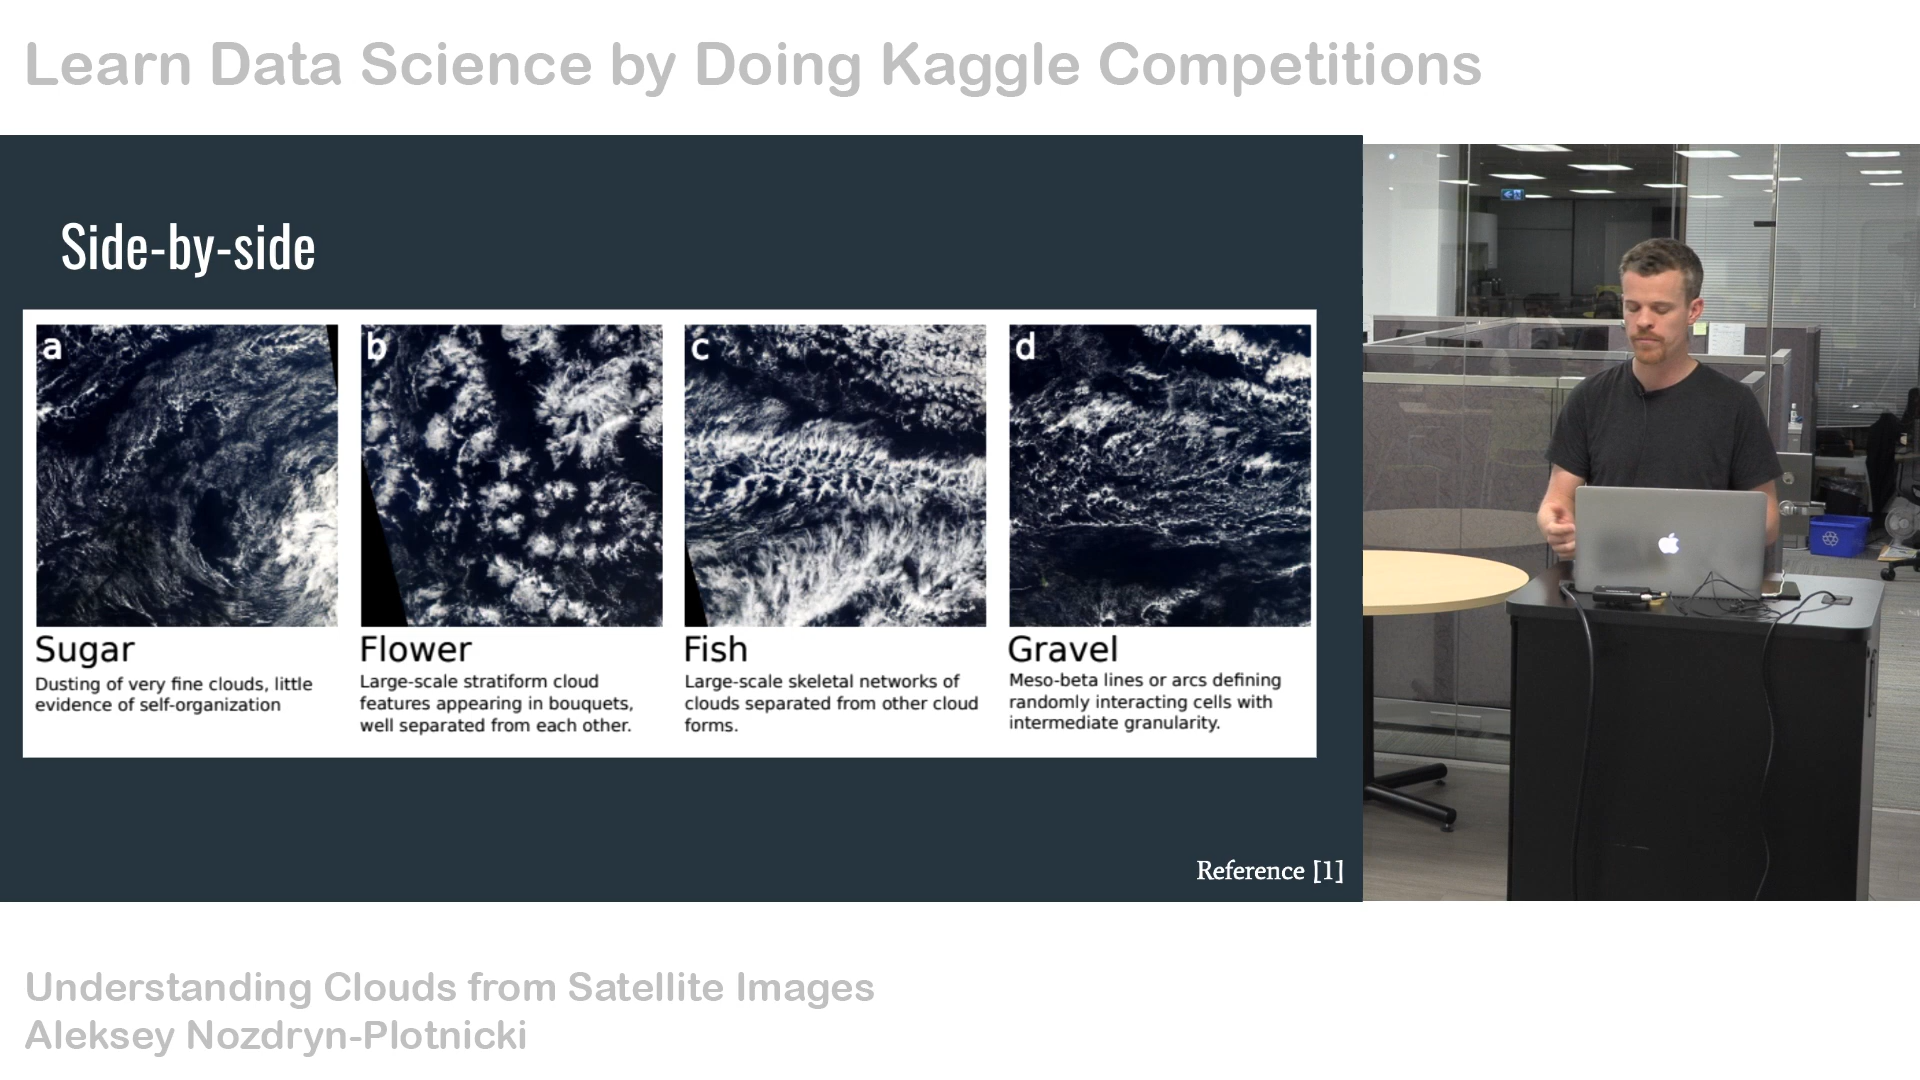 Learn Data Science by Doing Kaggle Competitions
Side-by-side
a
b
c
d
Sugar
Dusting of very fine clouds, little
evidence of self-organization
Flower
Large-scale stratiform cloud
features appearing in bouquets,
well separated from each other.
Fish
Large-scale skeletal networks of
clouds separated from other cloud
forms.
Gravel
Meso-beta lines or arcs defining
randomly interacting cells with
intermediate granularity.
Reference [1]
Understanding Clouds from Satellite Images
Aleksey Nozdryn-Plotnicki